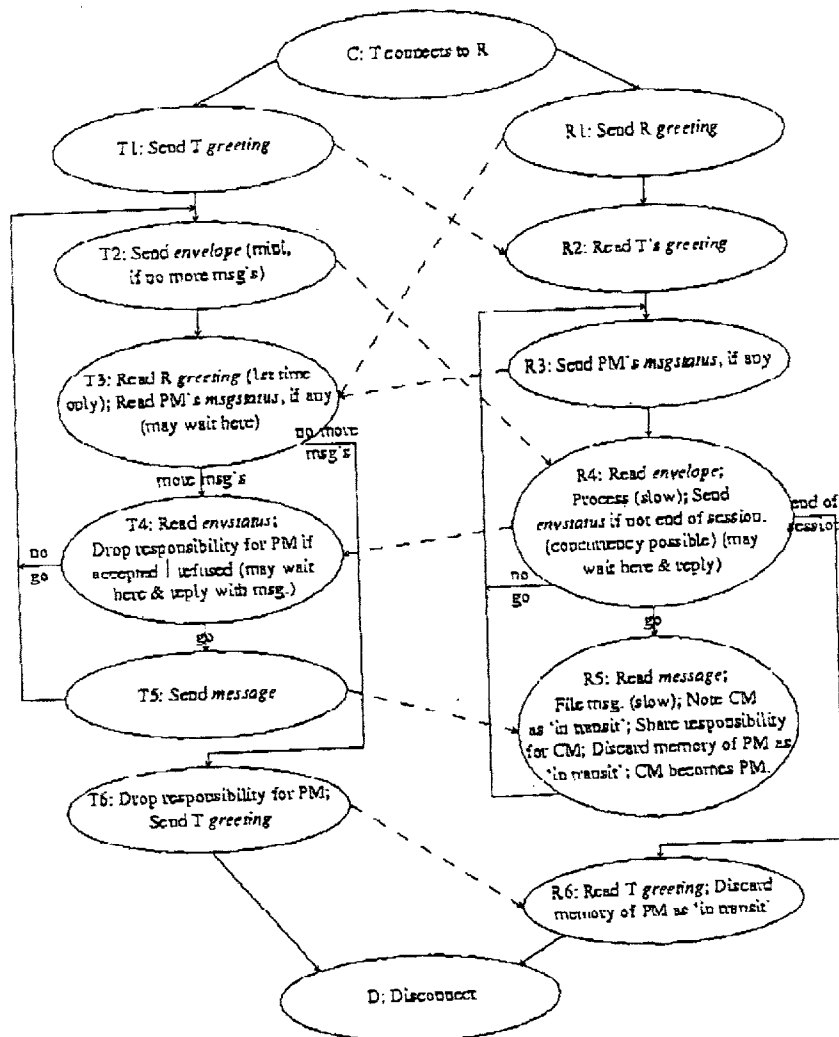 C: T connects to R
T1: Send T greeting
R1: Send R greeting
T2: Send envelope (mini,
if no more msg's)
R2: Read T's greeting
T3: Read R greeting (1st time
only); Read PM's msgstatus, if any
(may wait here)
R3: Send PM's msgstatus, if any
no more
msg's
more msg's
R4: Read envelope;
Process (slow); Send
envstatus if not end of session.
(concurrency possible) (may
wait here & reply)
end of
session
T4: Read envstatus;
Drop responsibility for PM if
accepted | refused (may wait
here & reply with msg.)
no
go
no
go
go
go
T5: Send message
R5: Read message;
File msg. (slow); Note CM
as 'in transit'; Share responsibility
for CM; Discard memory of PM as
'in transit'; CM becomes PM.
T6: Drop responsibility for PM;
Send T greeting
R6: Read T greeting; Discard
memory of PM as 'in transit'
D: Disconnect